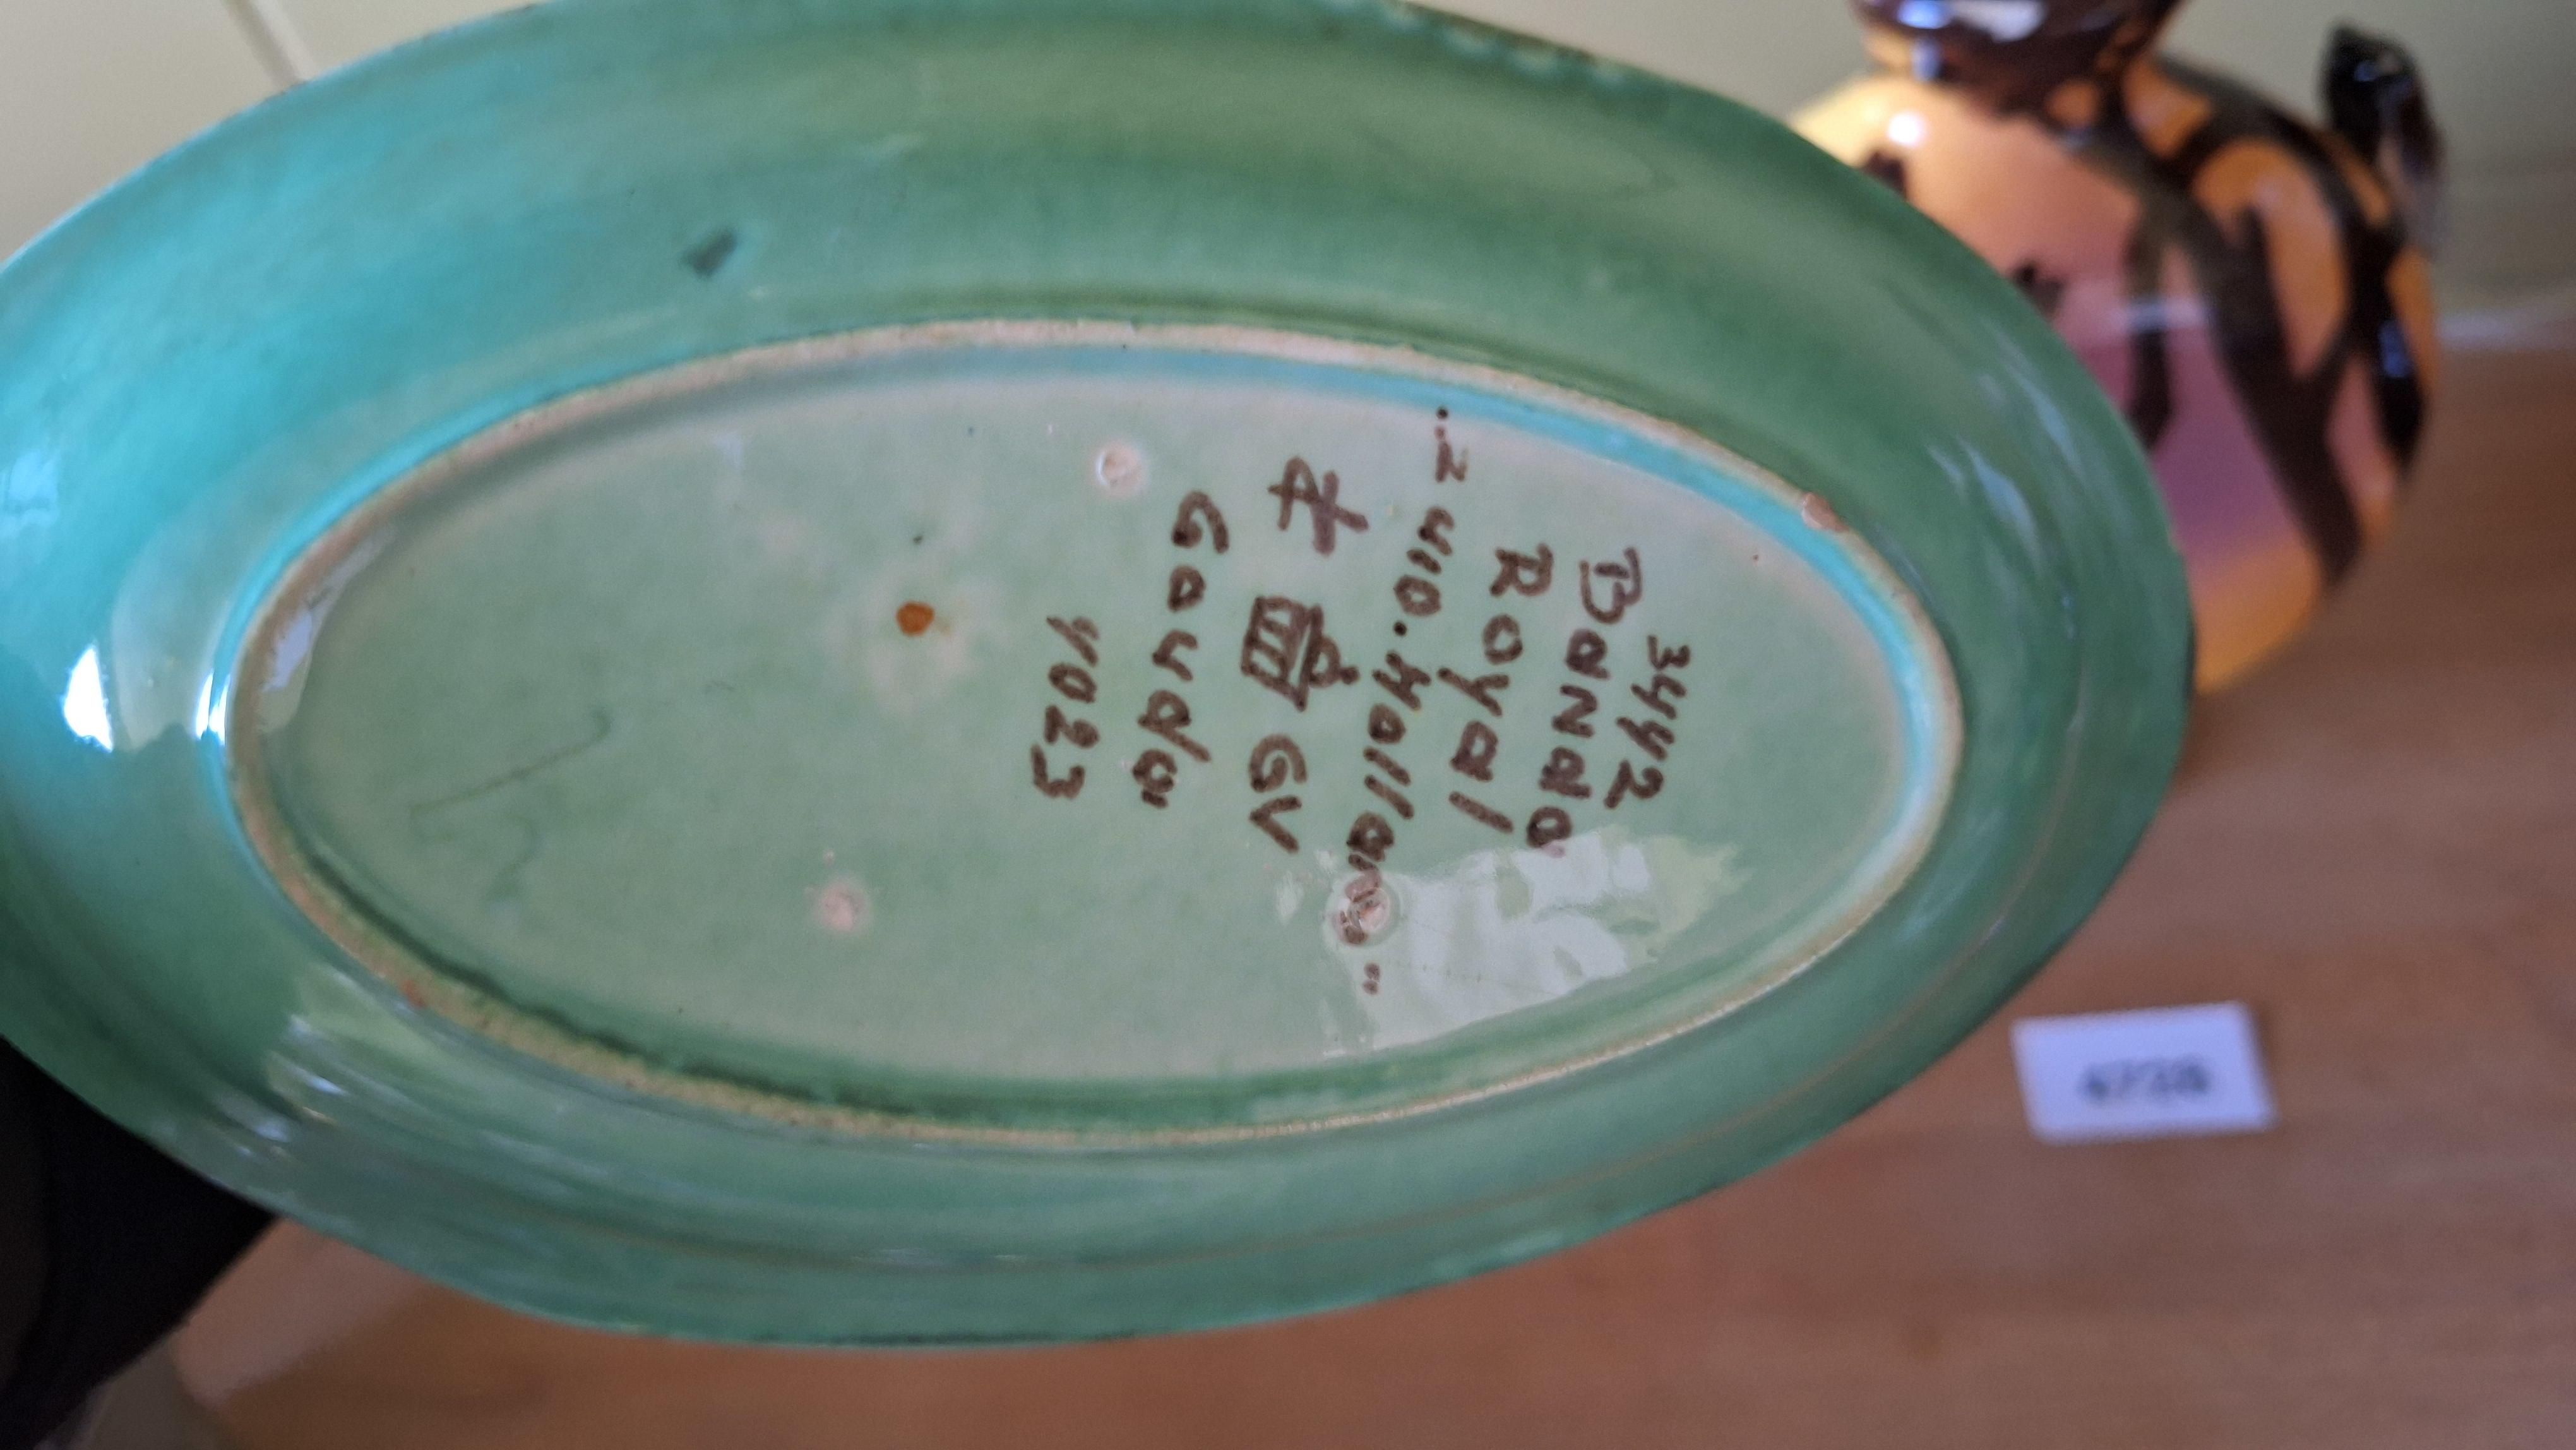 3442
BaNda
Royal
..Zuid.Holland..
GV
Gouda
4023